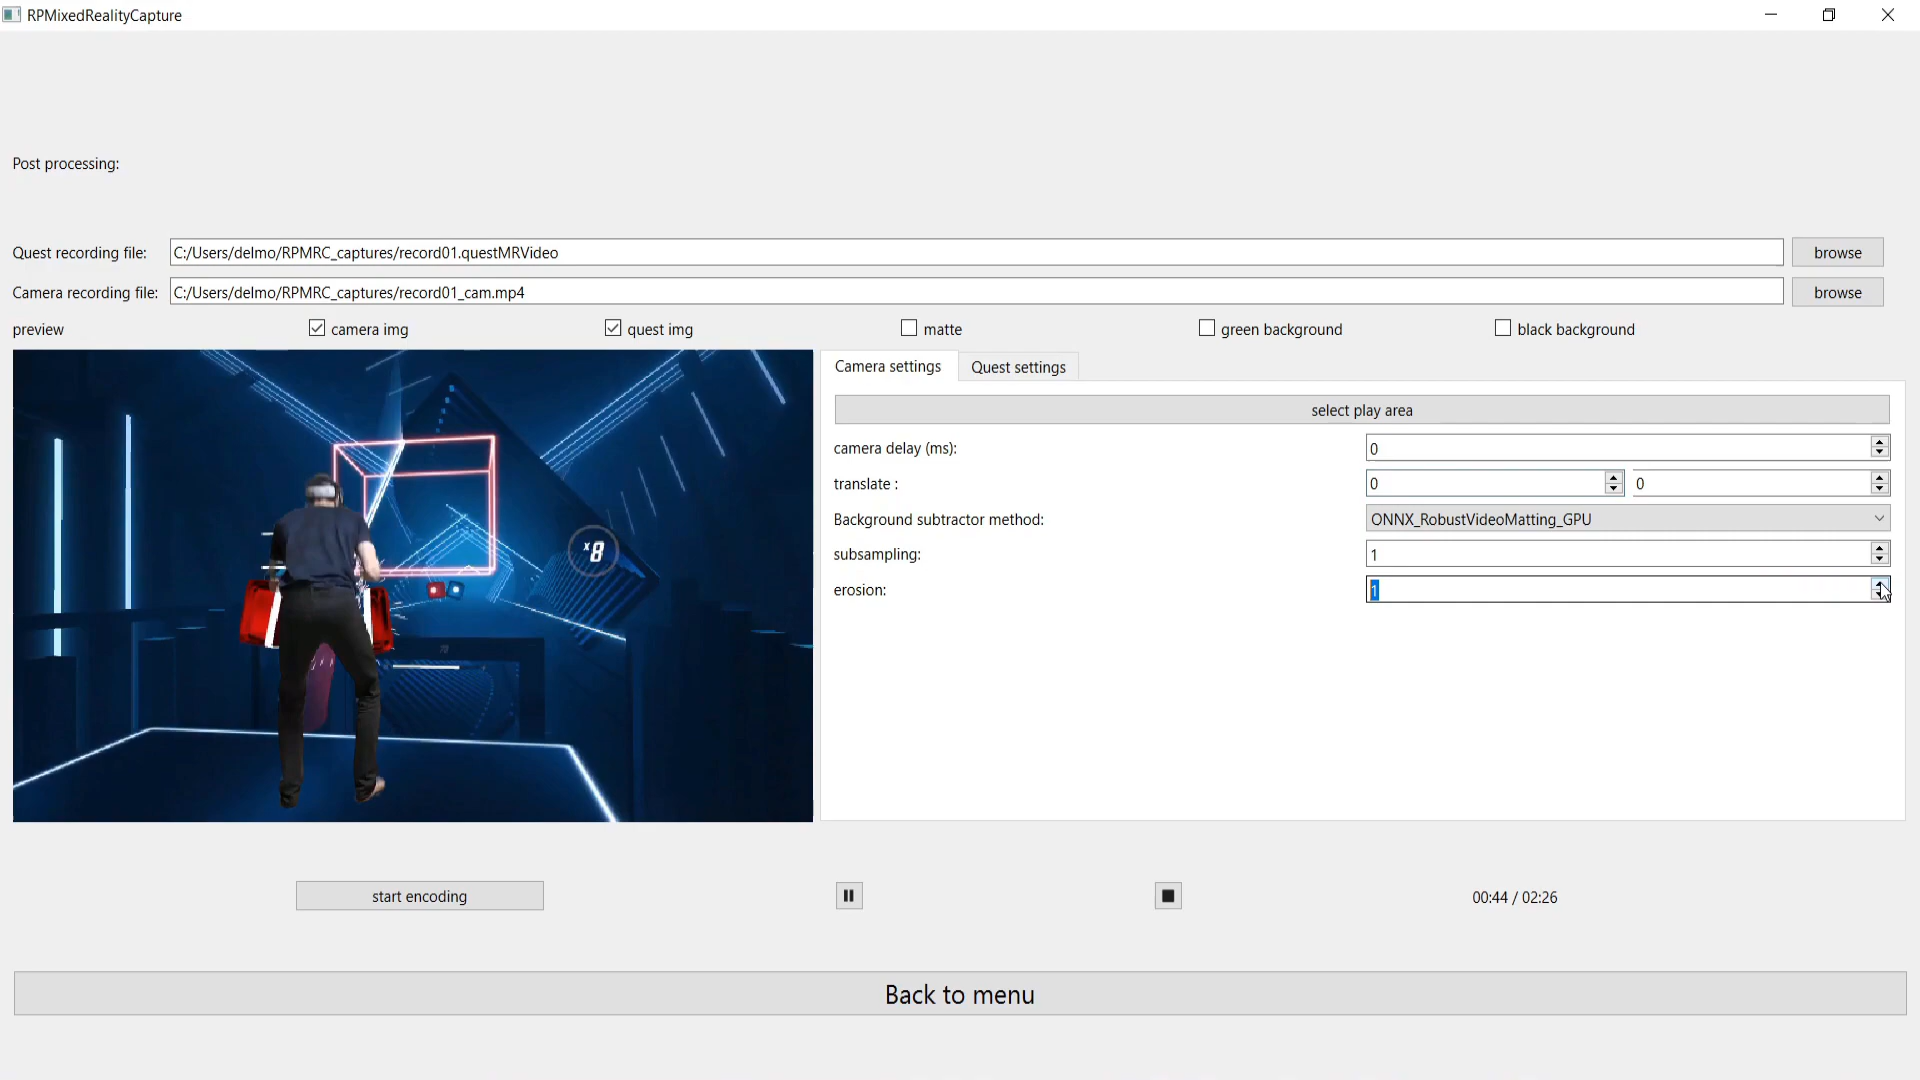 RPMixedRealityCapture
Post processing:
Quest recording file: C:/Users/delmo/RPMRC_captures/record01.questMRVideo browse
Camera recording file: C:/Users/delmo/RPMRC_captures/record01_cam.mp4 browse
preview camera img quest img matte green background black background
Camera settings Quest settings
select play area
camera delay (ms): 0
translate : 0 0
Background subtractor method: ONNX_RobustVideoMatting_GPU
x8
subsampling: 1
erosion: 1
start encoding 00:44 / 02:26
Back to menu